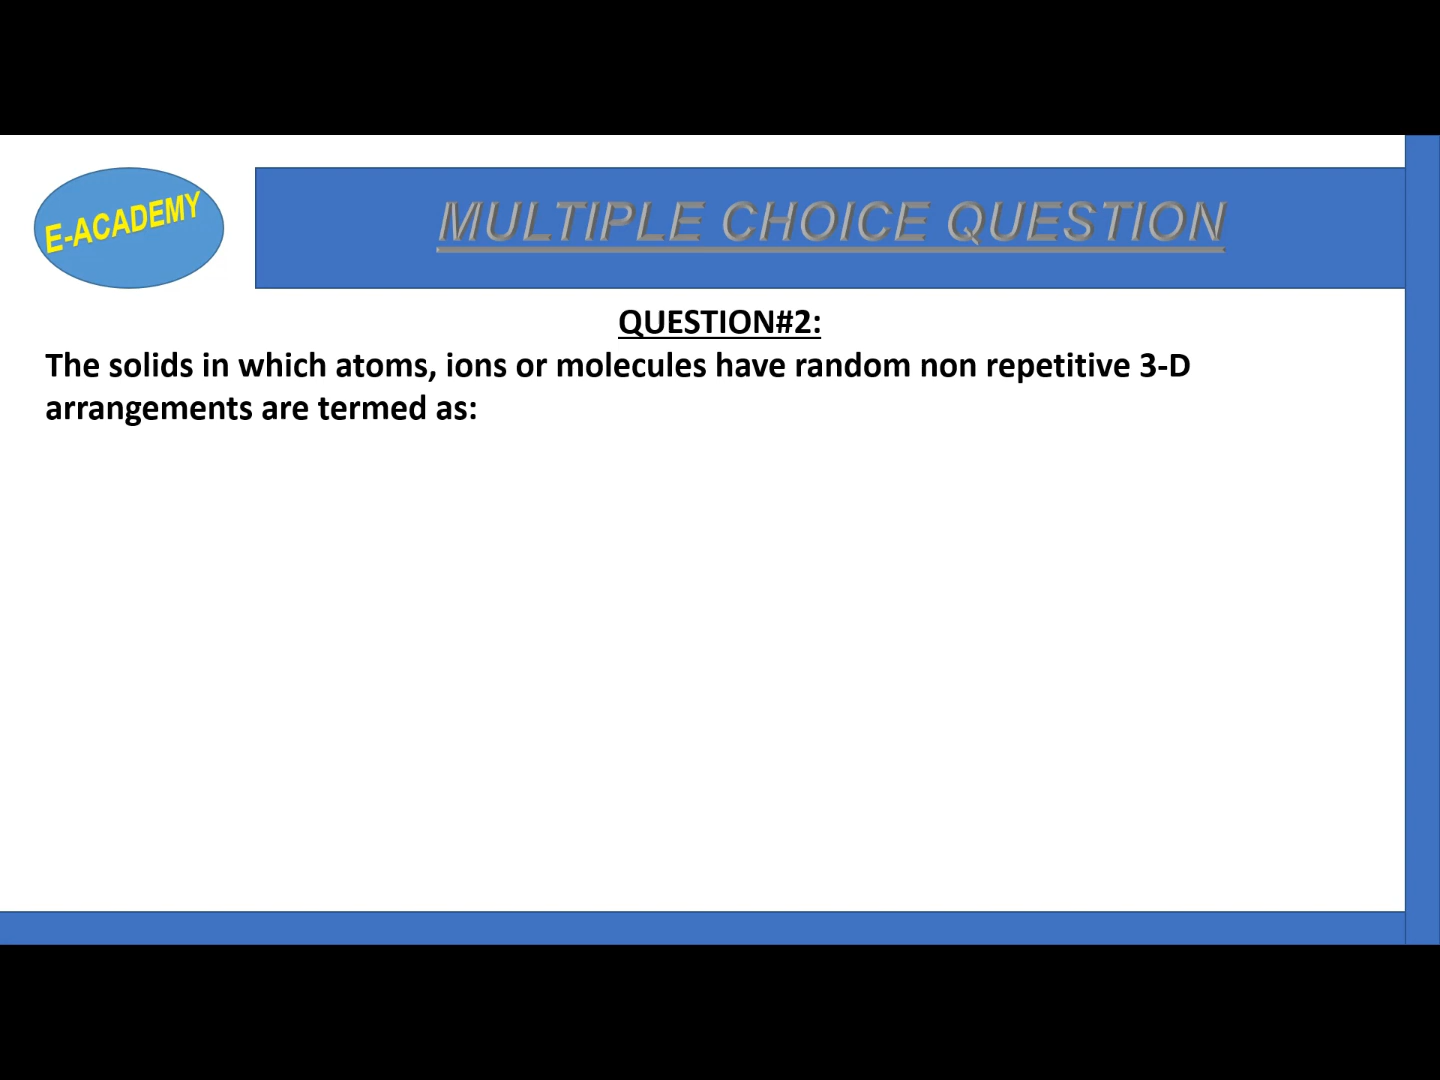 E-ACADEMY
MULTIPLE CHOICE QUESTION
QUESTION#2:
The solids in which atoms, ions or molecules have random non repetitive 3-D
arrangements are termed as: